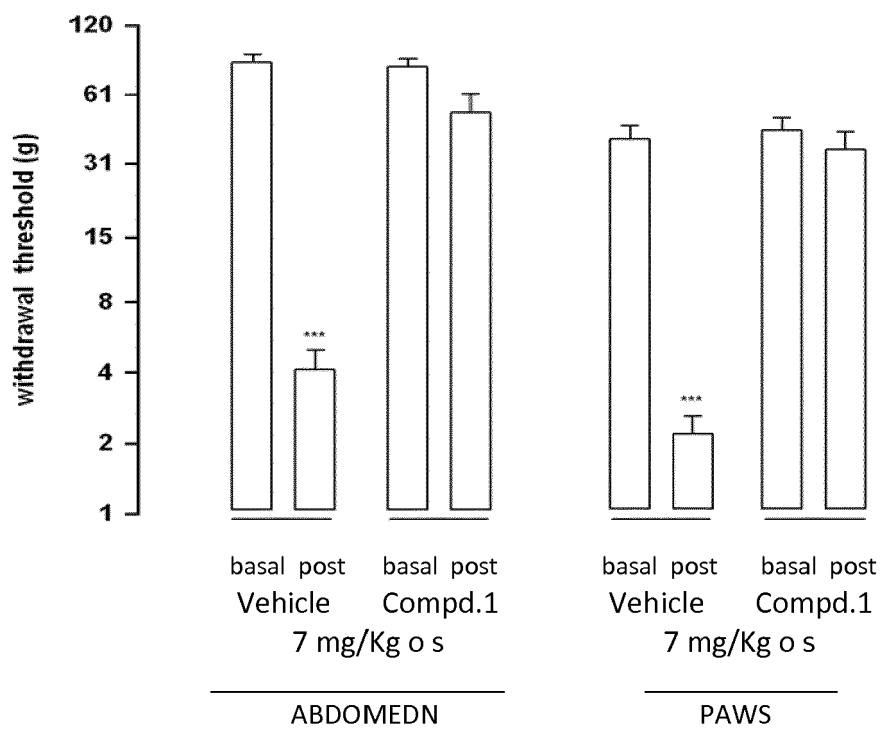 withdrawal threshold (g)
120
61
31
15
8
4
2
1
***
***
basal post basal post basal post basal post
Vehicle Compd.1 Vehicle Compd.1
7 mg/Kg o s 7 mg/Kg o s
ABDOMEDN PAWS